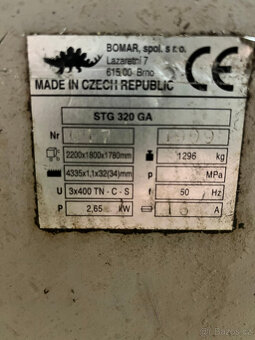 BOMAR, spol. s r.o.
Lazaretní 7
615 00 Brno
CE
MADE IN CZECH REPUBLIC
STG 320 GA
Nr
2200x1800x1780mm 1296 kg
4335x1,1x32(34)mm p MPa
U 3x400 TN - C - S f 50 Hz
P 2,65 kW 16 A